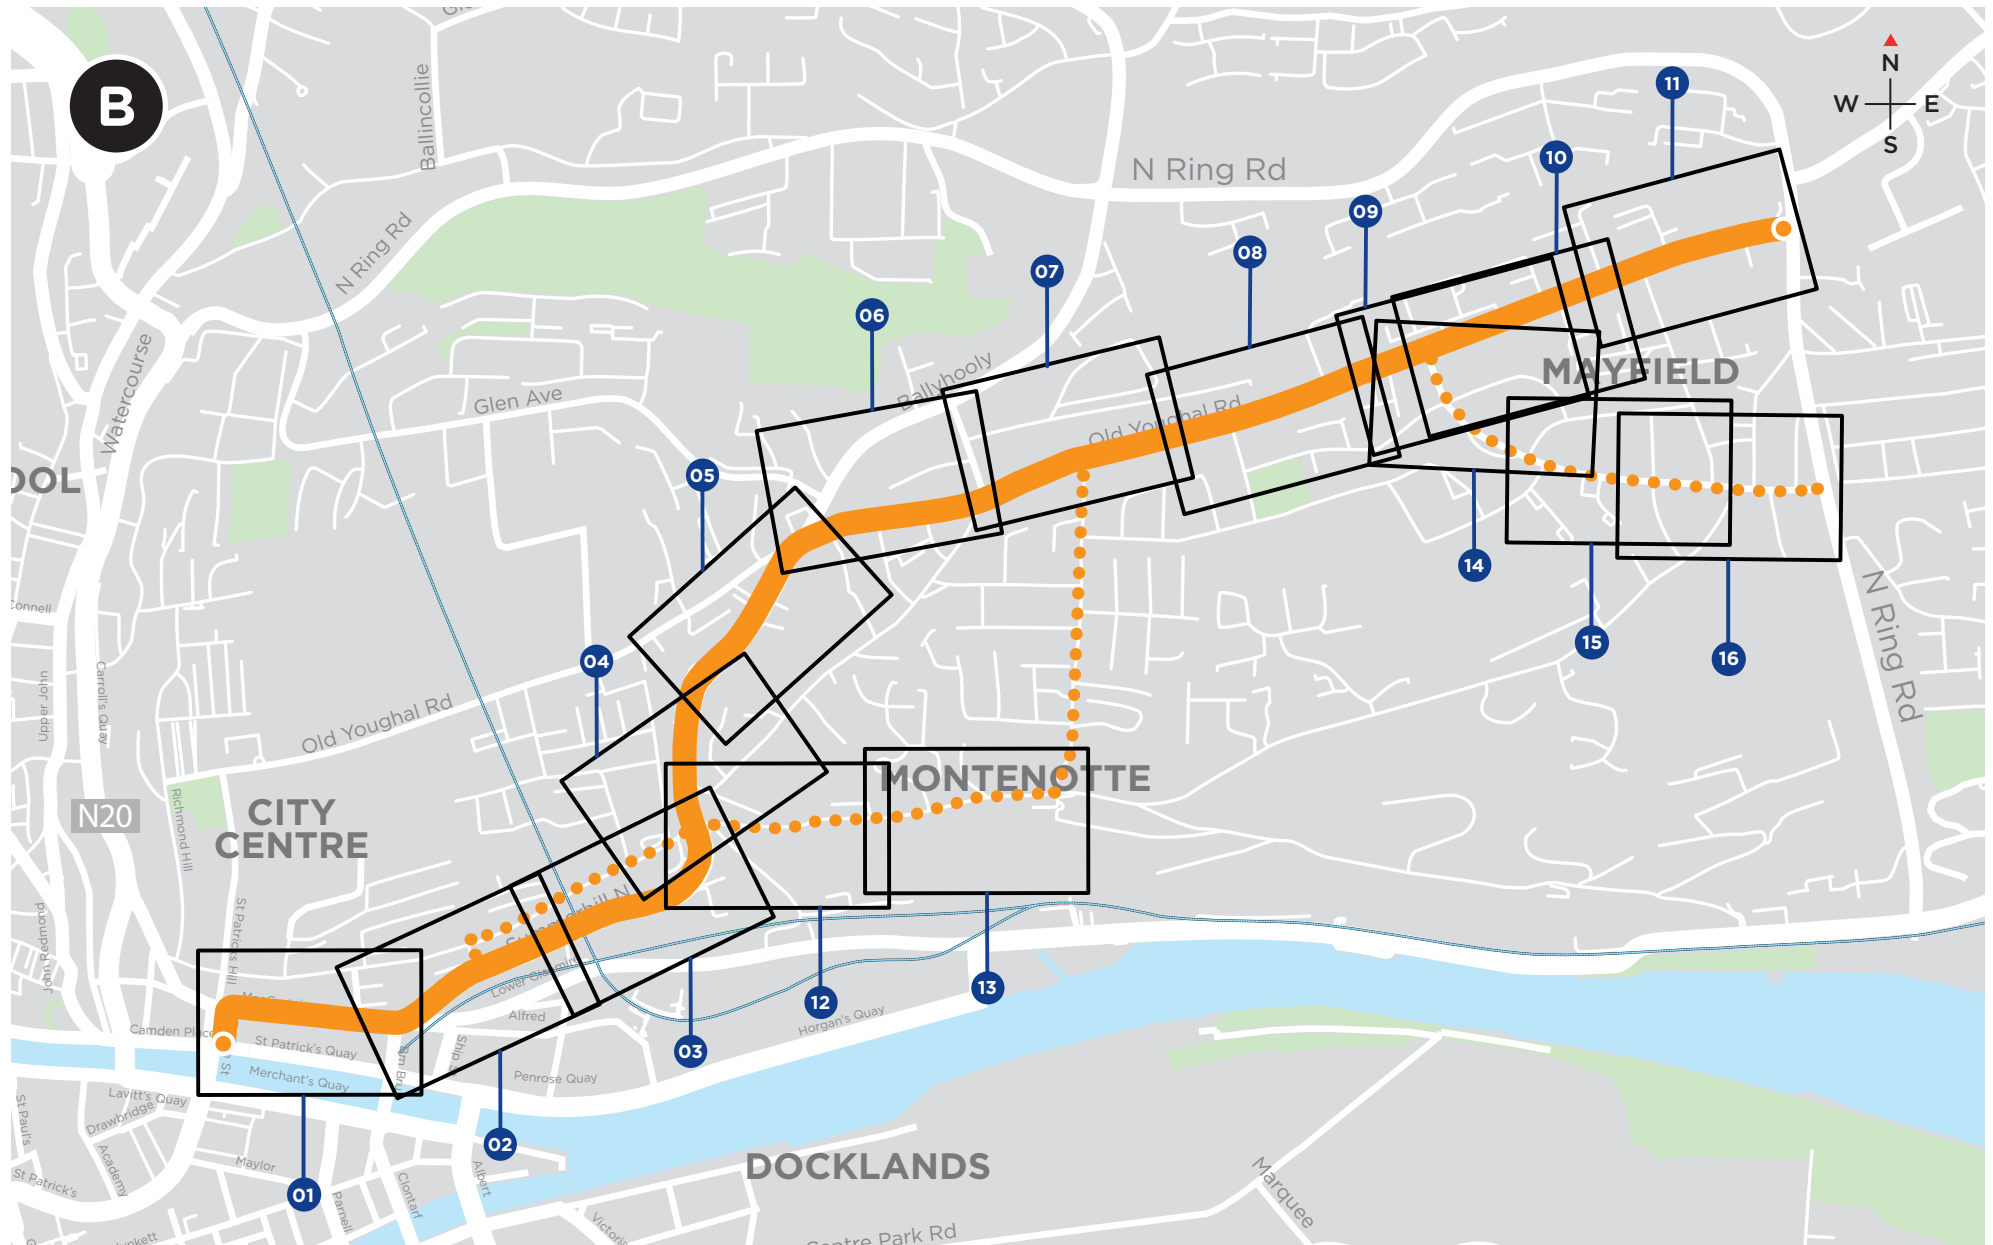 B
Ballincollie
N Ring Rd
N
W
E
S
11
10
09
08
07
06
N Ring Rd
Watercourse
Glen Ave
Ballyhooly
Old Youghal Rd
MAYFIELD
05
04
14
15
16
N Ring Rd
Upper John
Carroll's Quay
Old Youghal Rd
N20
Richmond Hill
CITY
CENTRE
MONTENOTTE
John Redmond
St Patrick's Hill
Lower Glanmire
Camden Place
St Patrick's Quay
Merchant's Quay
Alfred
Penrose Quay
Horgan's Quay
12
13
03
02
01
Lavitt's Quay
Drawbridge
St Paul's
Academy
St Patrick's
Maylor
Parnell
Clontarf
Albert
DOCKLANDS
Marquee
Centre Park Rd